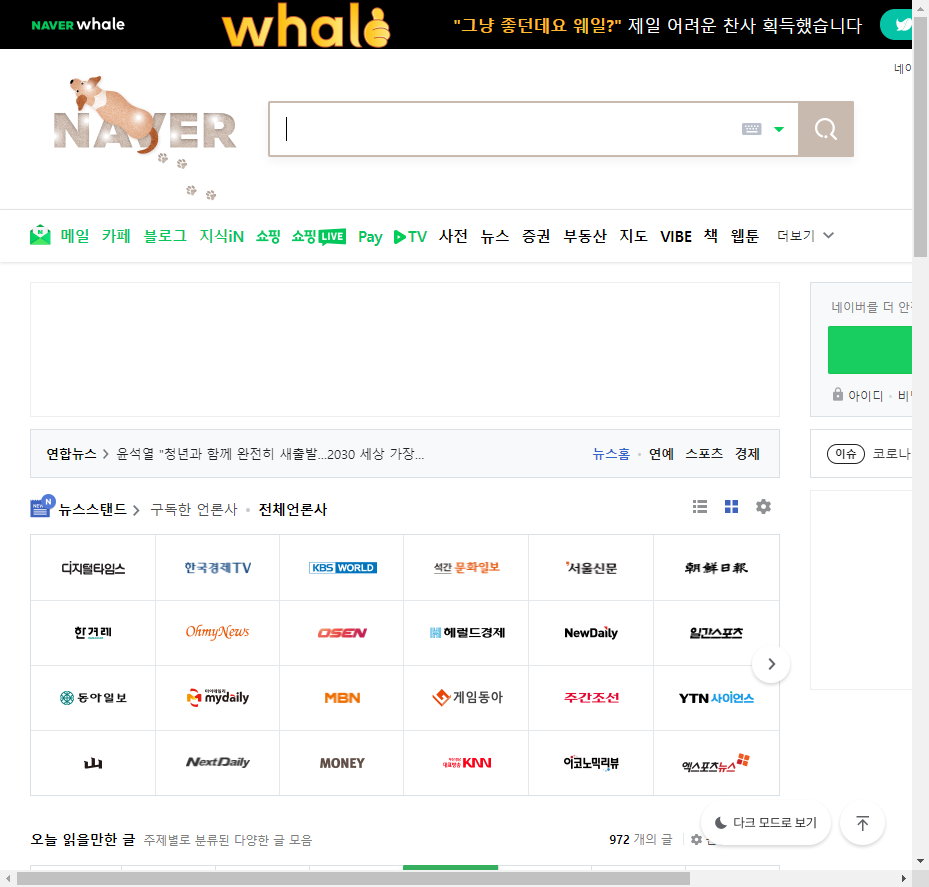 NAVER whale
whale
"그냥 좋던데요 웨일?" 제일 어려운 찬사 획득했습니다
네이
NAVER
메일 카페 블로그 지식iN 쇼핑 쇼핑LIVE Pay TV 사전 뉴스 증권 부동산 지도 VIBE 책 웹툰 더보기
네이버를 더 안
아이디 · 비
연합뉴스 > 윤석열 "청년과 함께 완전히 새출발...2030 세상 가장... 뉴스홈 · 연예 스포츠 경제
이슈 코로나
NEWS N 뉴스스탠드 > 구독한 언론사 · 전체언론사
디지털타임스 한국경제TV KBS WORLD 석간 문화일보 서울신문 朝鮮日報
한겨레 OhmyNews OSEN 헤럴드경제 NewDaily 일간스포츠
동아일보 마이데일리 mydaily MBN 게임동아 주간조선 YTN 사이언스
山 NextDaily MONEY KNN 이코노믹리뷰 엑스포츠뉴스
다크 모드로 보기
오늘 읽을만한 글 주제별로 분류된 다양한 글 모음 972 개의 글